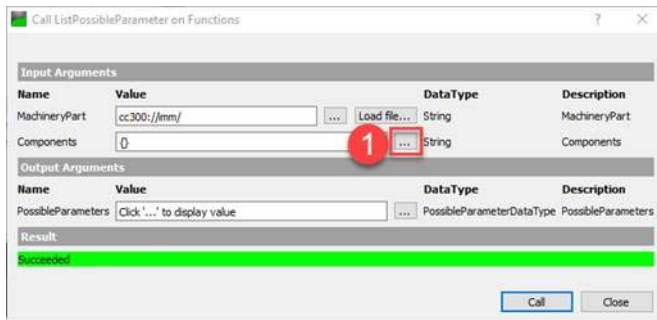 Call ListPossibleParameter on Functions ? ×
Input Arguments
Name Value DataType Description
MachineryPart cc300://imm/ ... Load file... String MachineryPart
Components {} 1 ... String Components
Output Arguments
Name Value DataType Description
PossibleParameters Click '...' to display value ... PossibleParameterDataType PossibleParameters
Result
Succeeded
Call Close